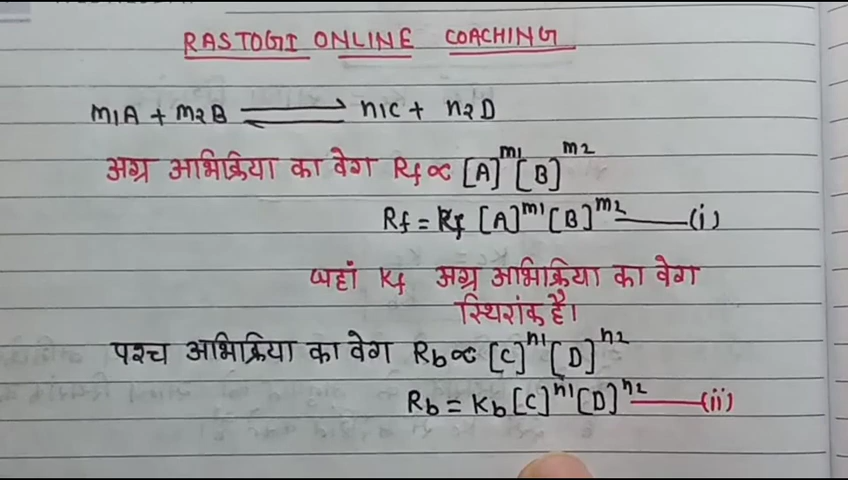 RASTOGI ONLINE COACHING
m1A + m2B ⇌ n1C + n2D
अग्र अभिक्रिया का वेग Rf ∝ [A]^m1 [B]^m2
Rf = Kf [A]^m1 [B]^m2 ——(i)
जहां Kf अग्र अभिक्रिया का वेग
स्थिरांक है।
पश्च अभिक्रिया का वेग Rb ∝ [C]^n1 [D]^n2
Rb = Kb [C]^n1 [D]^n2 ——(ii)